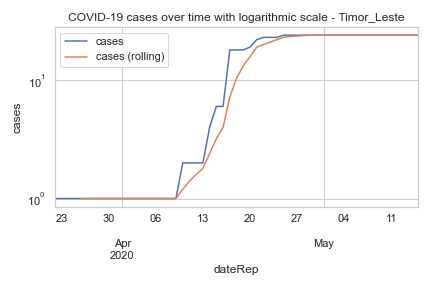 COVID-19 cases over time with logarithmic scale - Timor_Leste
cases
cases (rolling)
10¹
10⁰
cases
23 30 06 13 20 27 04 11
Apr May
2020
dateRep